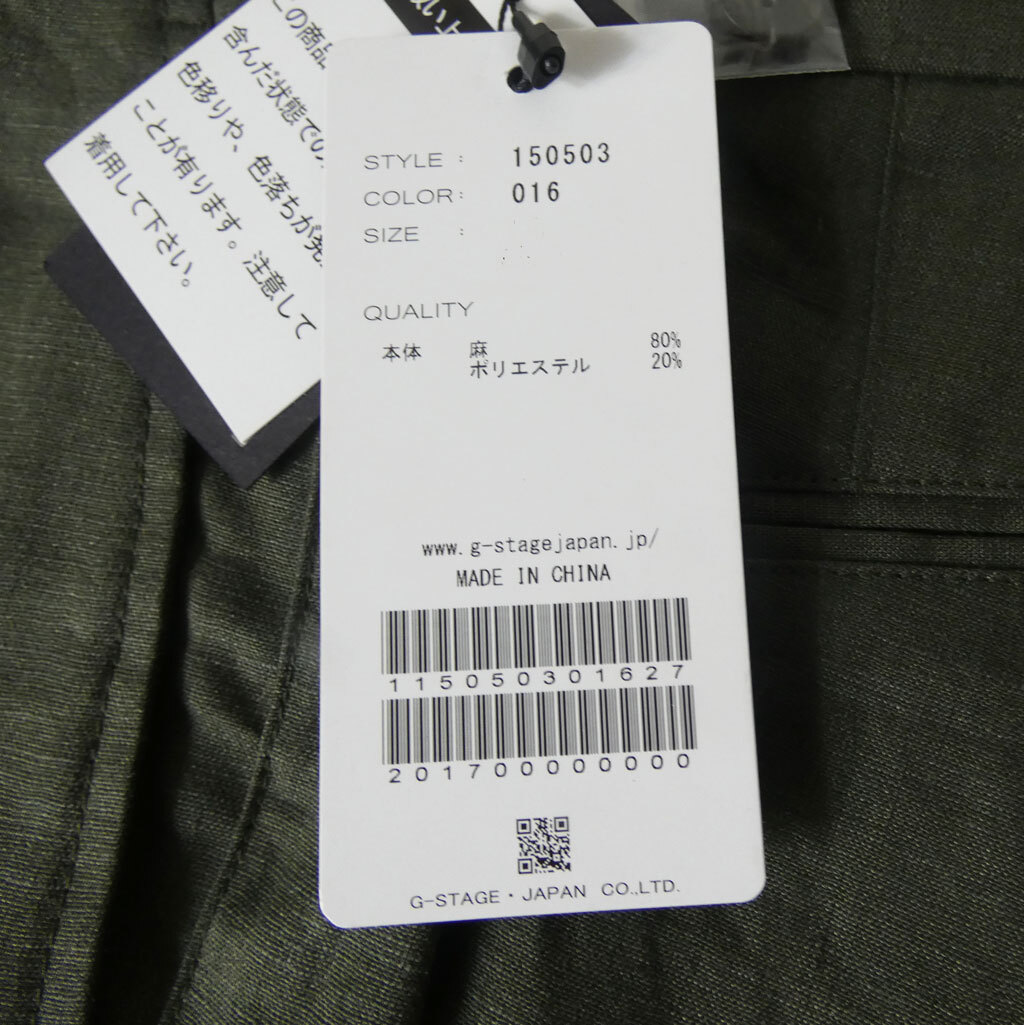 い上
この商品
含んだ状態での
色移りや、色落ちが発
ことが有ります。注意して
着用して下さい。
STYLE : 150503
COLOR: 016
SIZE :
QUALITY
本体 麻 80%
ポリエステル 20%
www.g-stagejapan.jp/
MADE IN CHINA
115050301627
201700000000
G-STAGE・JAPAN CO.,LTD.